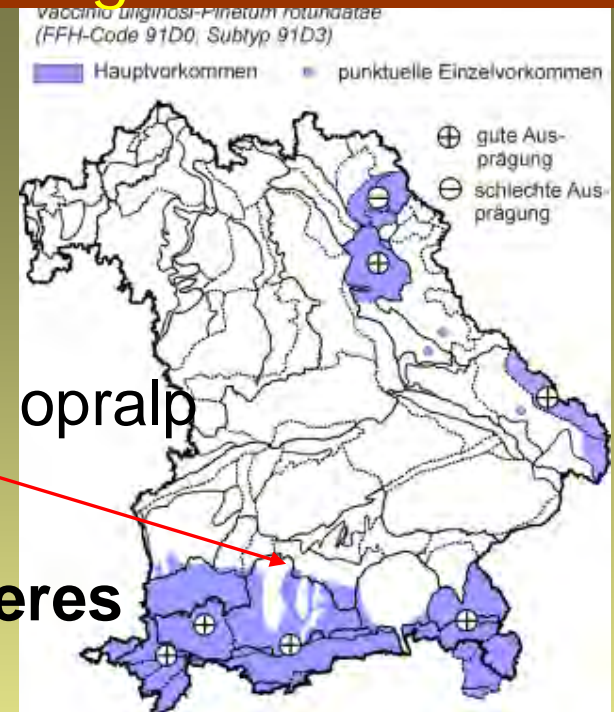 Vaccinio uliginosi-Pinetum rotundatae
(FFH-Code 91D0, Subtyp 91D3)
Hauptvorkommen punktuelle Einzelvorkommen
gute Aus-
prägung
schlechte Aus-
prägung
opralp
eres